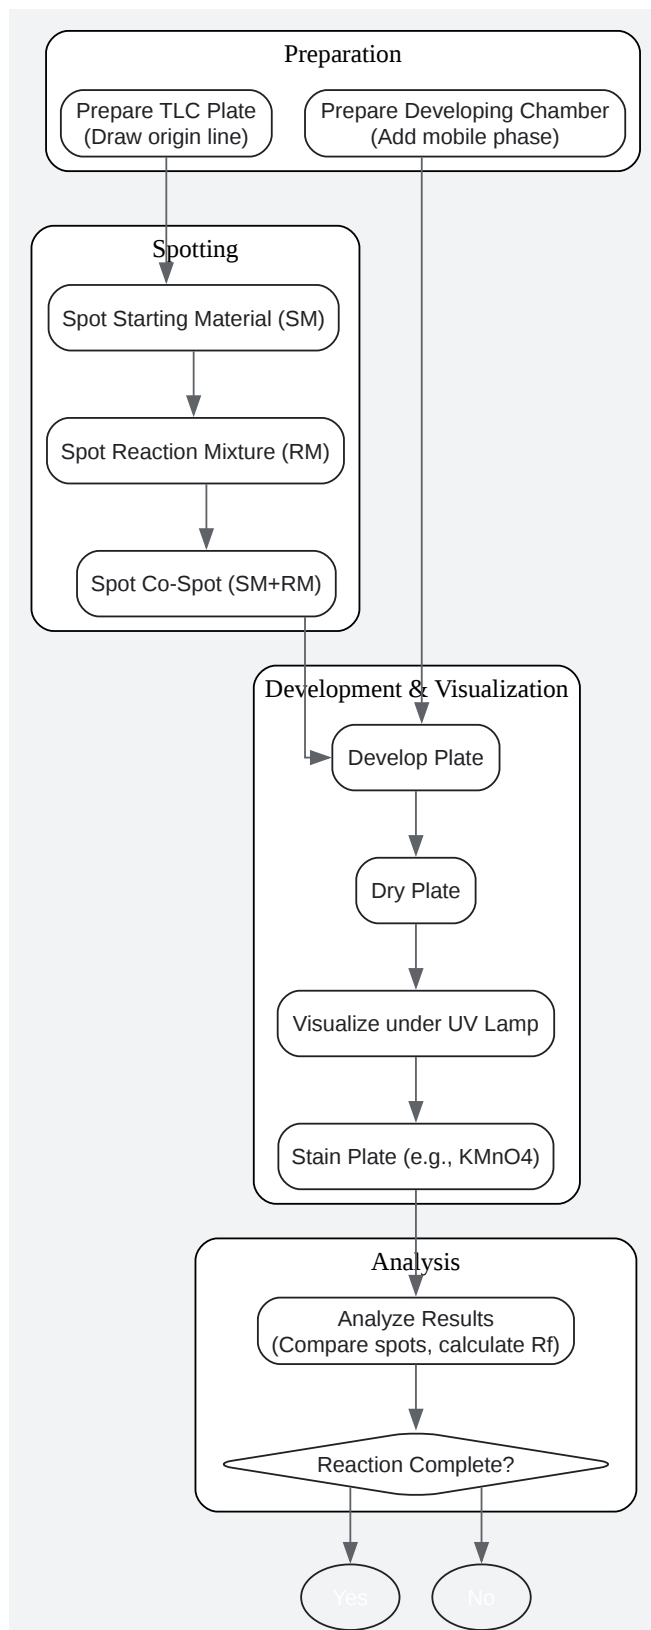 Preparation
Prepare TLC Plate
(Draw origin line)
Prepare Developing Chamber
(Add mobile phase)
Spotting
Spot Starting Material (SM)
Spot Reaction Mixture (RM)
Spot Co-Spot (SM+RM)
Development & Visualization
Develop Plate
Dry Plate
Visualize under UV Lamp
Stain Plate (e.g., KMnO4)
Analysis
Analyze Results
(Compare spots, calculate Rf)
Reaction Complete?
Yes
No